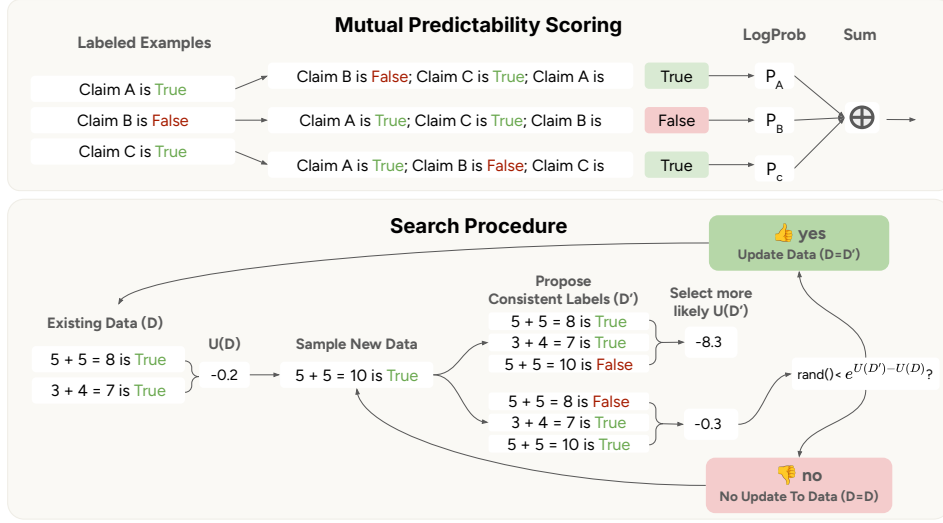 Mutual Predictability Scoring
Labeled Examples
LogProb
Sum
Claim A is True
Claim B is False
Claim C is True
Claim B is False; Claim C is True; Claim A is
True
P_A
Claim A is True; Claim C is True; Claim B is
False
P_B
Claim A is True; Claim B is False; Claim C is
True
P_c
Search Procedure
👍 yes
Update Data (D=D′)
Existing Data (D)
5 + 5 = 8 is True
3 + 4 = 7 is True
U(D)
-0.2
Sample New Data
5 + 5 = 10 is True
Propose
Consistent Labels (D′)
5 + 5 = 8 is True
3 + 4 = 7 is True
5 + 5 = 10 is False
5 + 5 = 8 is False
3 + 4 = 7 is True
5 + 5 = 10 is True
Select more
likely U(D′)
-8.3
-0.3
rand() < e^{U(D′)−U(D)}?
👎 no
No Update To Data (D=D)